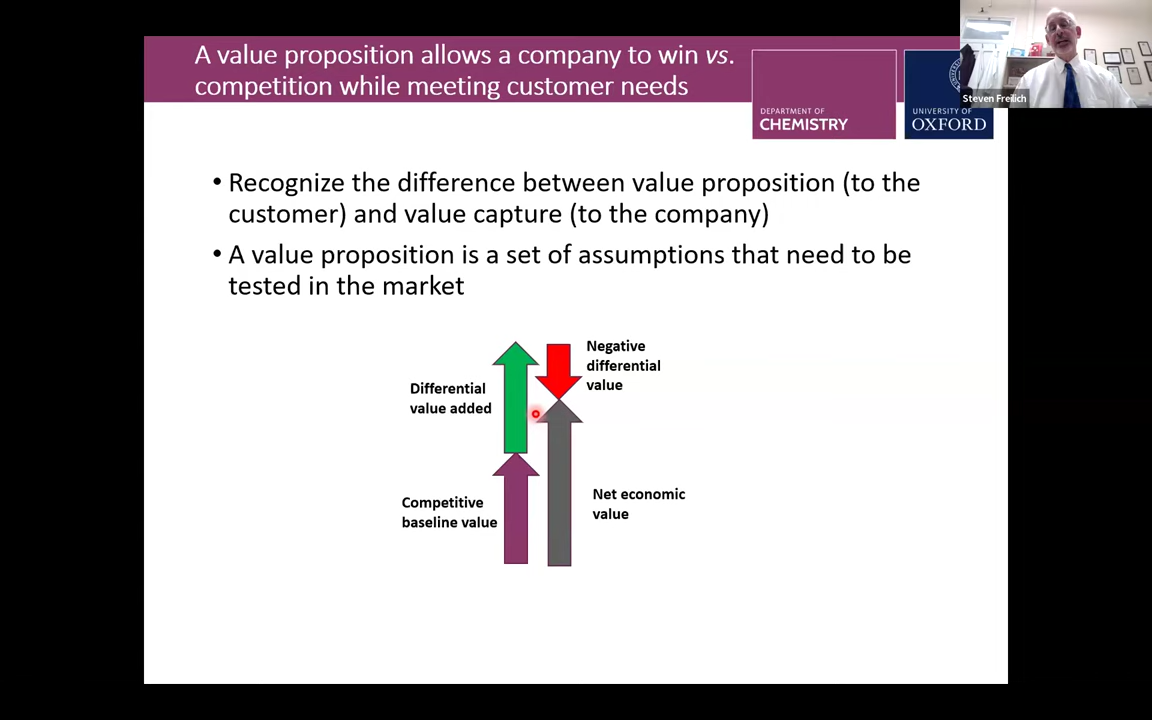 A value proposition allows a company to win vs.
competition while meeting customer needs
DEPARTMENT OF
CHEMISTRY
UNIVERSITY OF
OXFORD
Steven Freilich
• Recognize the difference between value proposition (to the
customer) and value capture (to the company)
• A value proposition is a set of assumptions that need to be
tested in the market
Negative
differential
value
Differential
value added
Competitive
baseline value
Net economic
value